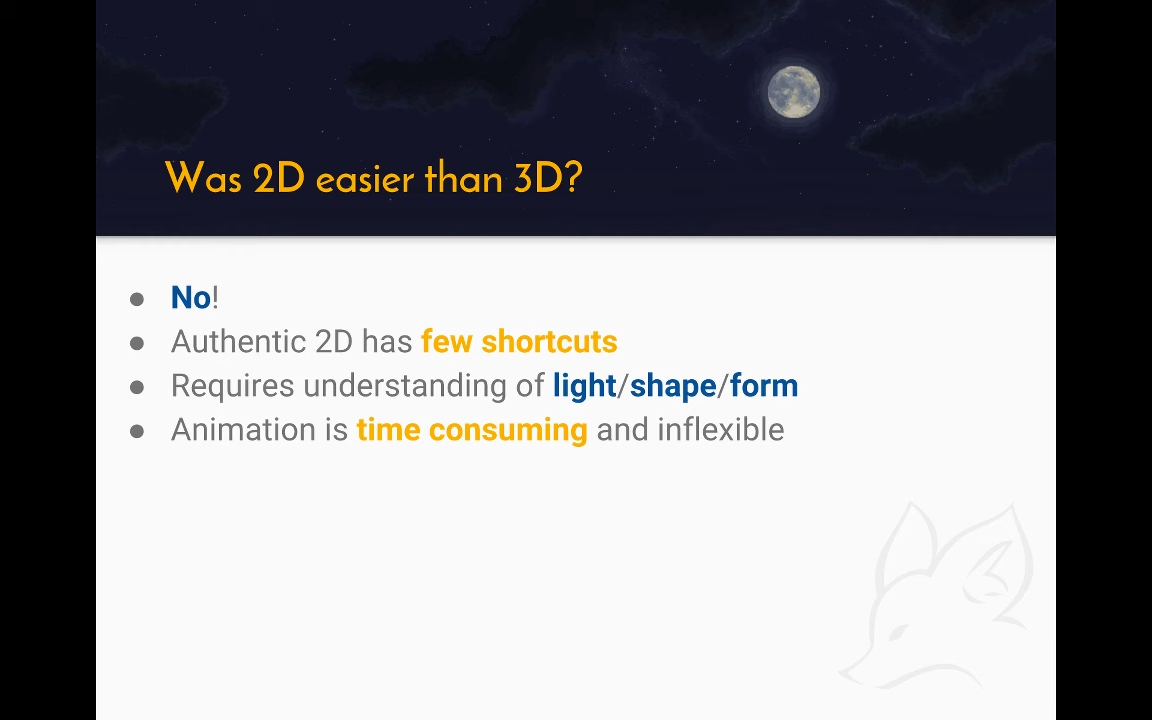 Was 2D easier than 3D?
● No!
● Authentic 2D has few shortcuts
● Requires understanding of light/shape/form
● Animation is time consuming and inflexible